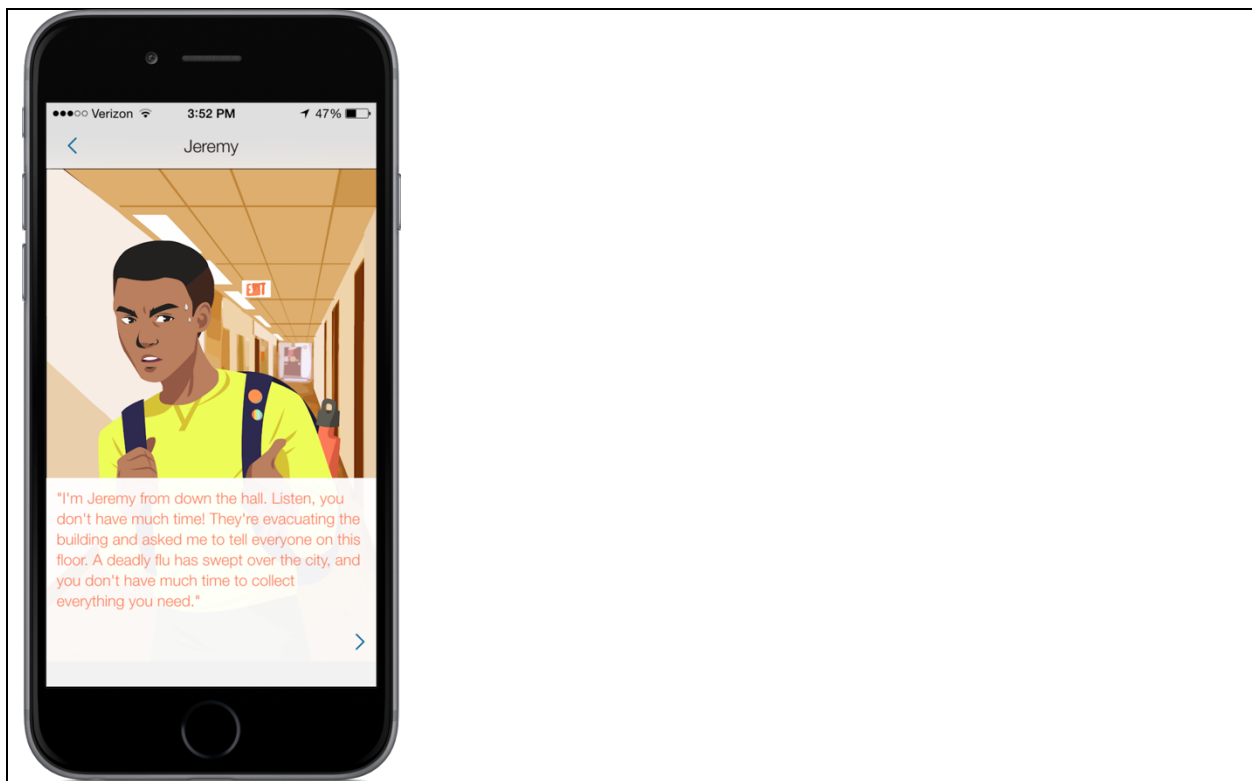 Verizon 3:52 PM 47%
Jeremy
EXIT
"I'm Jeremy from down the hall. Listen, you
don't have much time! They're evacuating the
building and asked me to tell everyone on this
floor. A deadly flu has swept over the city, and
you don't have much time to collect
everything you need."